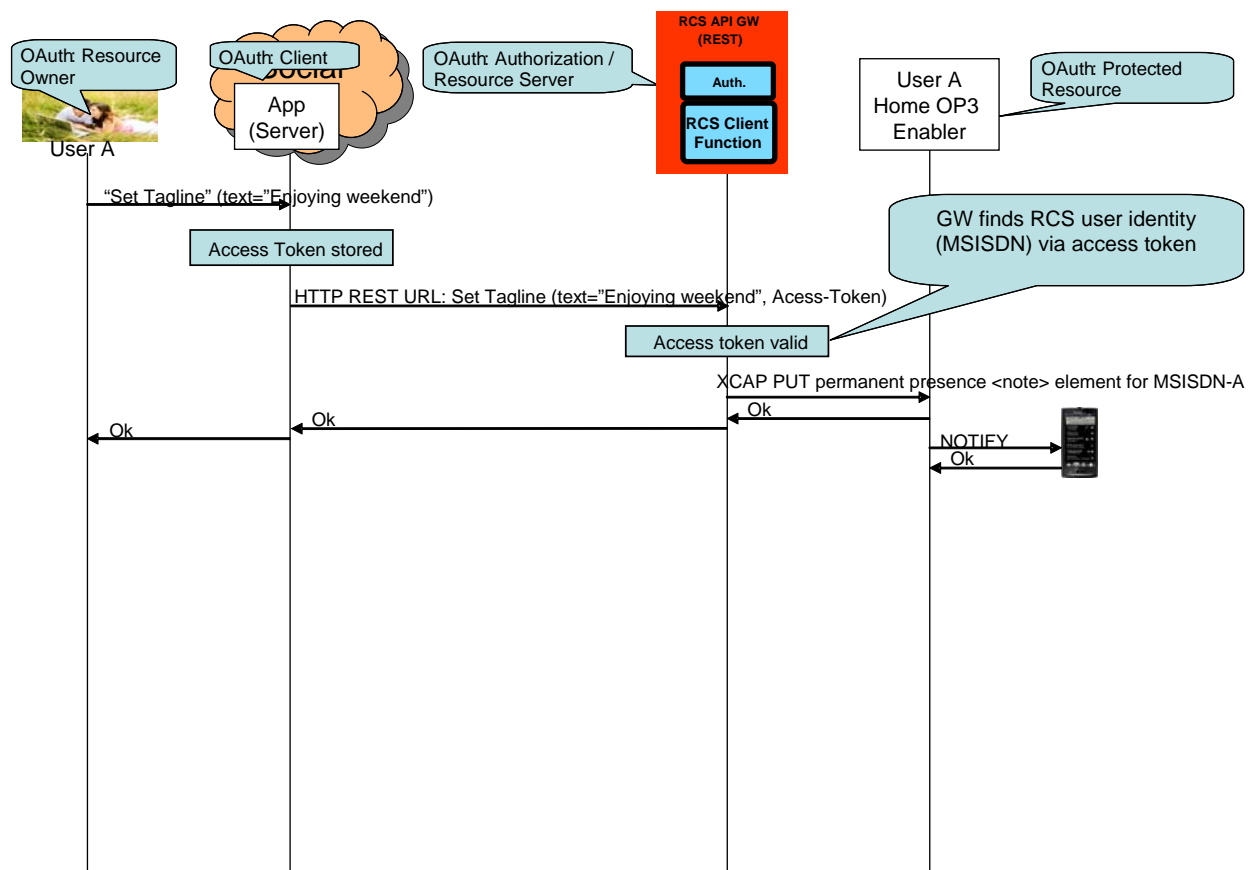 OAuth: Resource
Owner
User A
OAuth: Client
Social
App
(Server)
OAuth: Authorization /
Resource Server
RCS API GW
(REST)
Auth.
RCS Client
Function
User A
Home OP3
Enabler
OAuth: Protected
Resource
“Set Tagline” (text=”Enjoying weekend”)
Access Token stored
GW finds RCS user identity
(MSISDN) via access token
HTTP REST URL: Set Tagline (text=”Enjoying weekend”, Acess-Token)
Access token valid
XCAP PUT permanent presence <note> element for MSISDN-A
Ok
Ok
Ok
NOTIFY
Ok